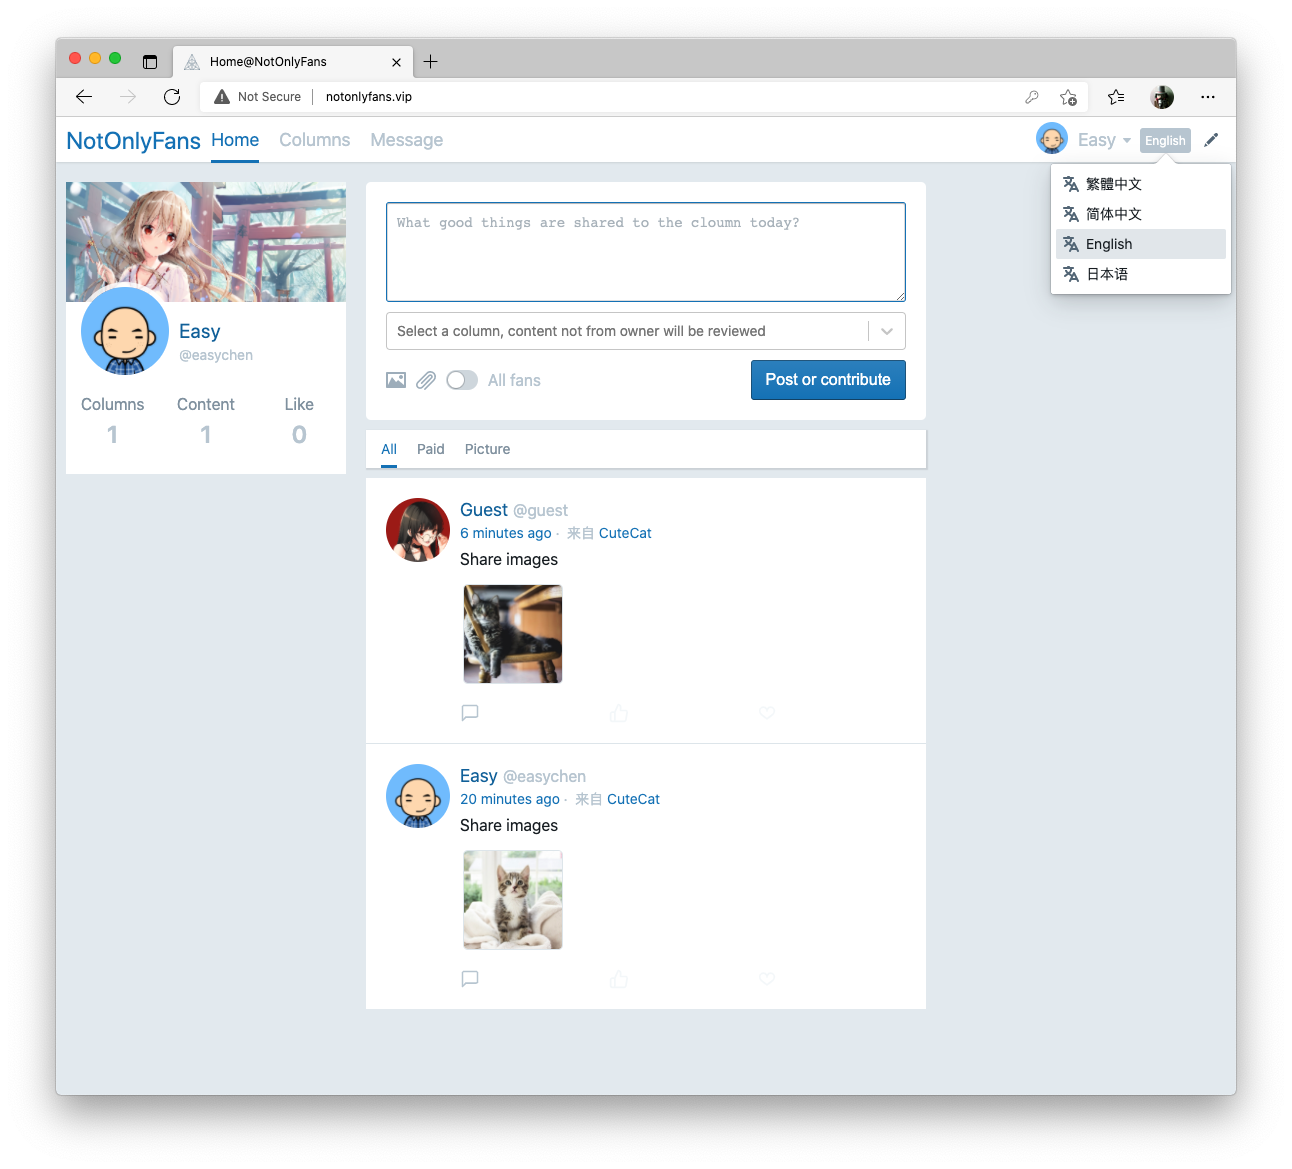 Home@NotOnlyFans
Not Secure notonlyfans.vip
NotOnlyFans Home Columns Message Easy English
繁體中文
简体中文
English
日本语
Easy
@easychen
Columns Content Like
1 1 0
What good things are shared to the cloumn today?
Select a column, content not from owner will be reviewed
All fans Post or contribute
All Paid Picture
Guest @guest
6 minutes ago · 来自 CuteCat
Share images
Easy @easychen
20 minutes ago · 来自 CuteCat
Share images